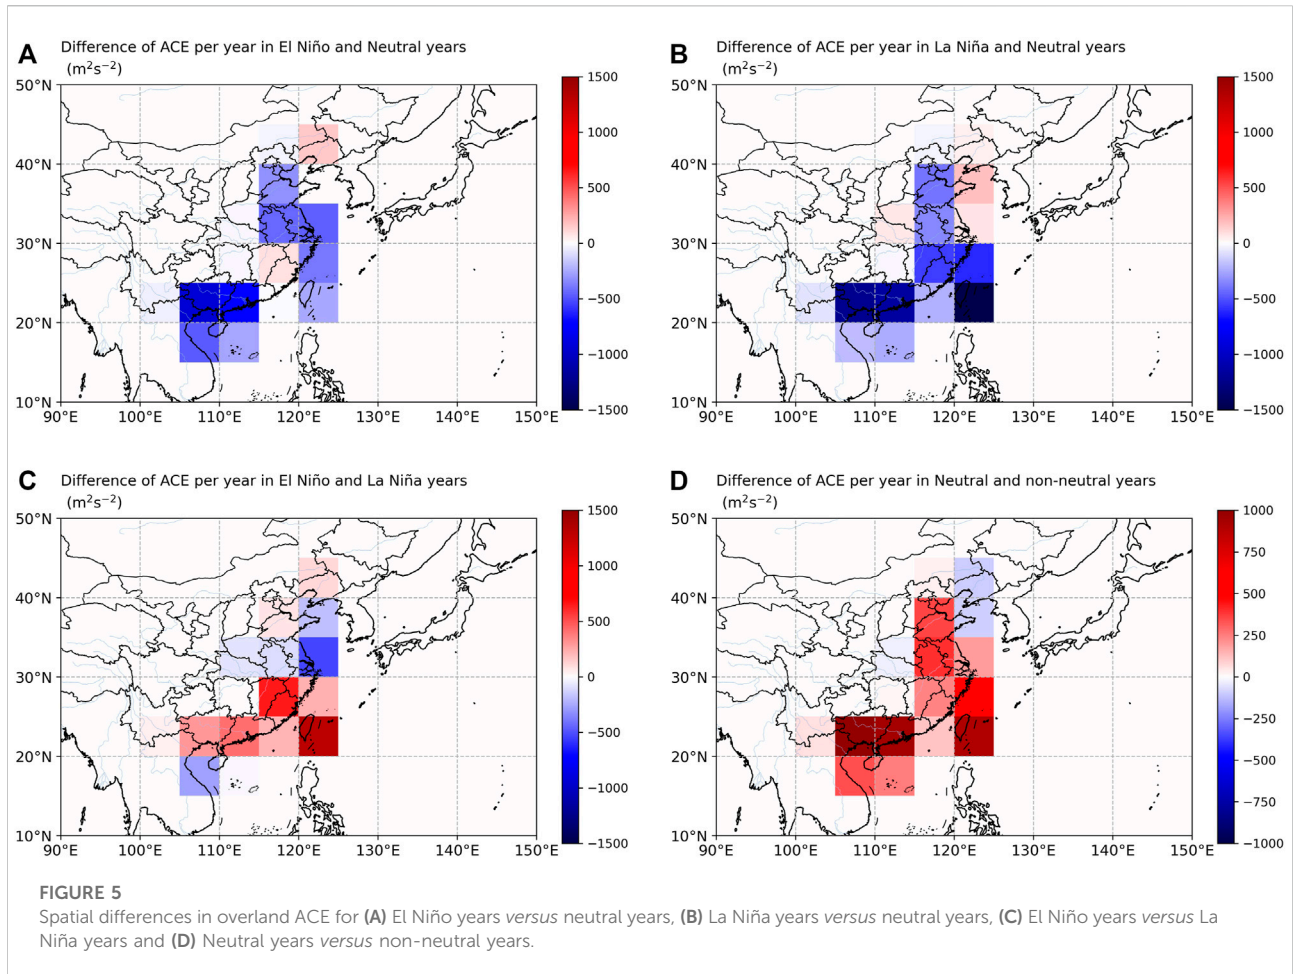 A
Difference of ACE per year in El Niño and Neutral years
(m²s⁻²)
50°N
40°N
30°N
20°N
10°N
90°E 100°E 110°E 120°E 130°E 140°E 150°E
1500
1000
500
0
−500
−1000
−1500
B
Difference of ACE per year in La Niña and Neutral years
(m²s⁻²)
50°N
40°N
30°N
20°N
10°N
90°E 100°E 110°E 120°E 130°E 140°E 150°E
1500
1000
500
0
−500
−1000
−1500
C
Difference of ACE per year in El Niño and La Niña years
(m²s⁻²)
50°N
40°N
30°N
20°N
10°N
90°E 100°E 110°E 120°E 130°E 140°E 150°E
1500
1000
500
0
−500
−1000
−1500
D
Difference of ACE per year in Neutral and non-neutral years
(m²s⁻²)
50°N
40°N
30°N
20°N
10°N
90°E 100°E 110°E 120°E 130°E 140°E 150°E
1000
750
500
250
0
−250
−500
−750
−1000
FIGURE 5
Spatial differences in overland ACE for (A) El Niño years versus neutral years, (B) La Niña years versus neutral years, (C) El Niño years versus La
Niña years and (D) Neutral years versus non-neutral years.